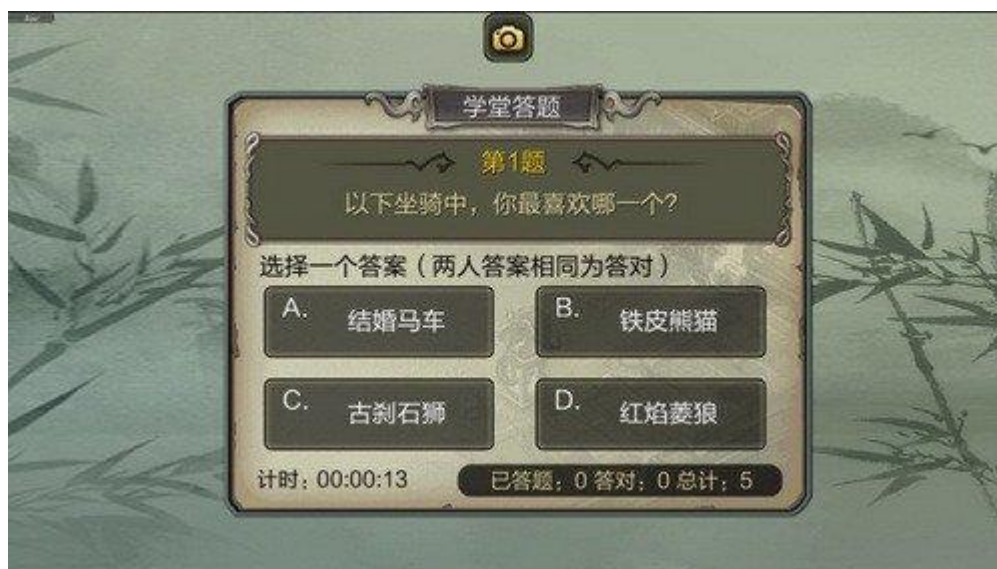 学堂答题
第1题
以下坐骑中，你最喜欢哪一个？
选择一个答案（两人答案相同为答对）
A. 结婚马车
B. 铁皮熊猫
C. 古刹石狮
D. 红焰菱狼
计时：00:00:13
已答题：0 答对：0 总计：5